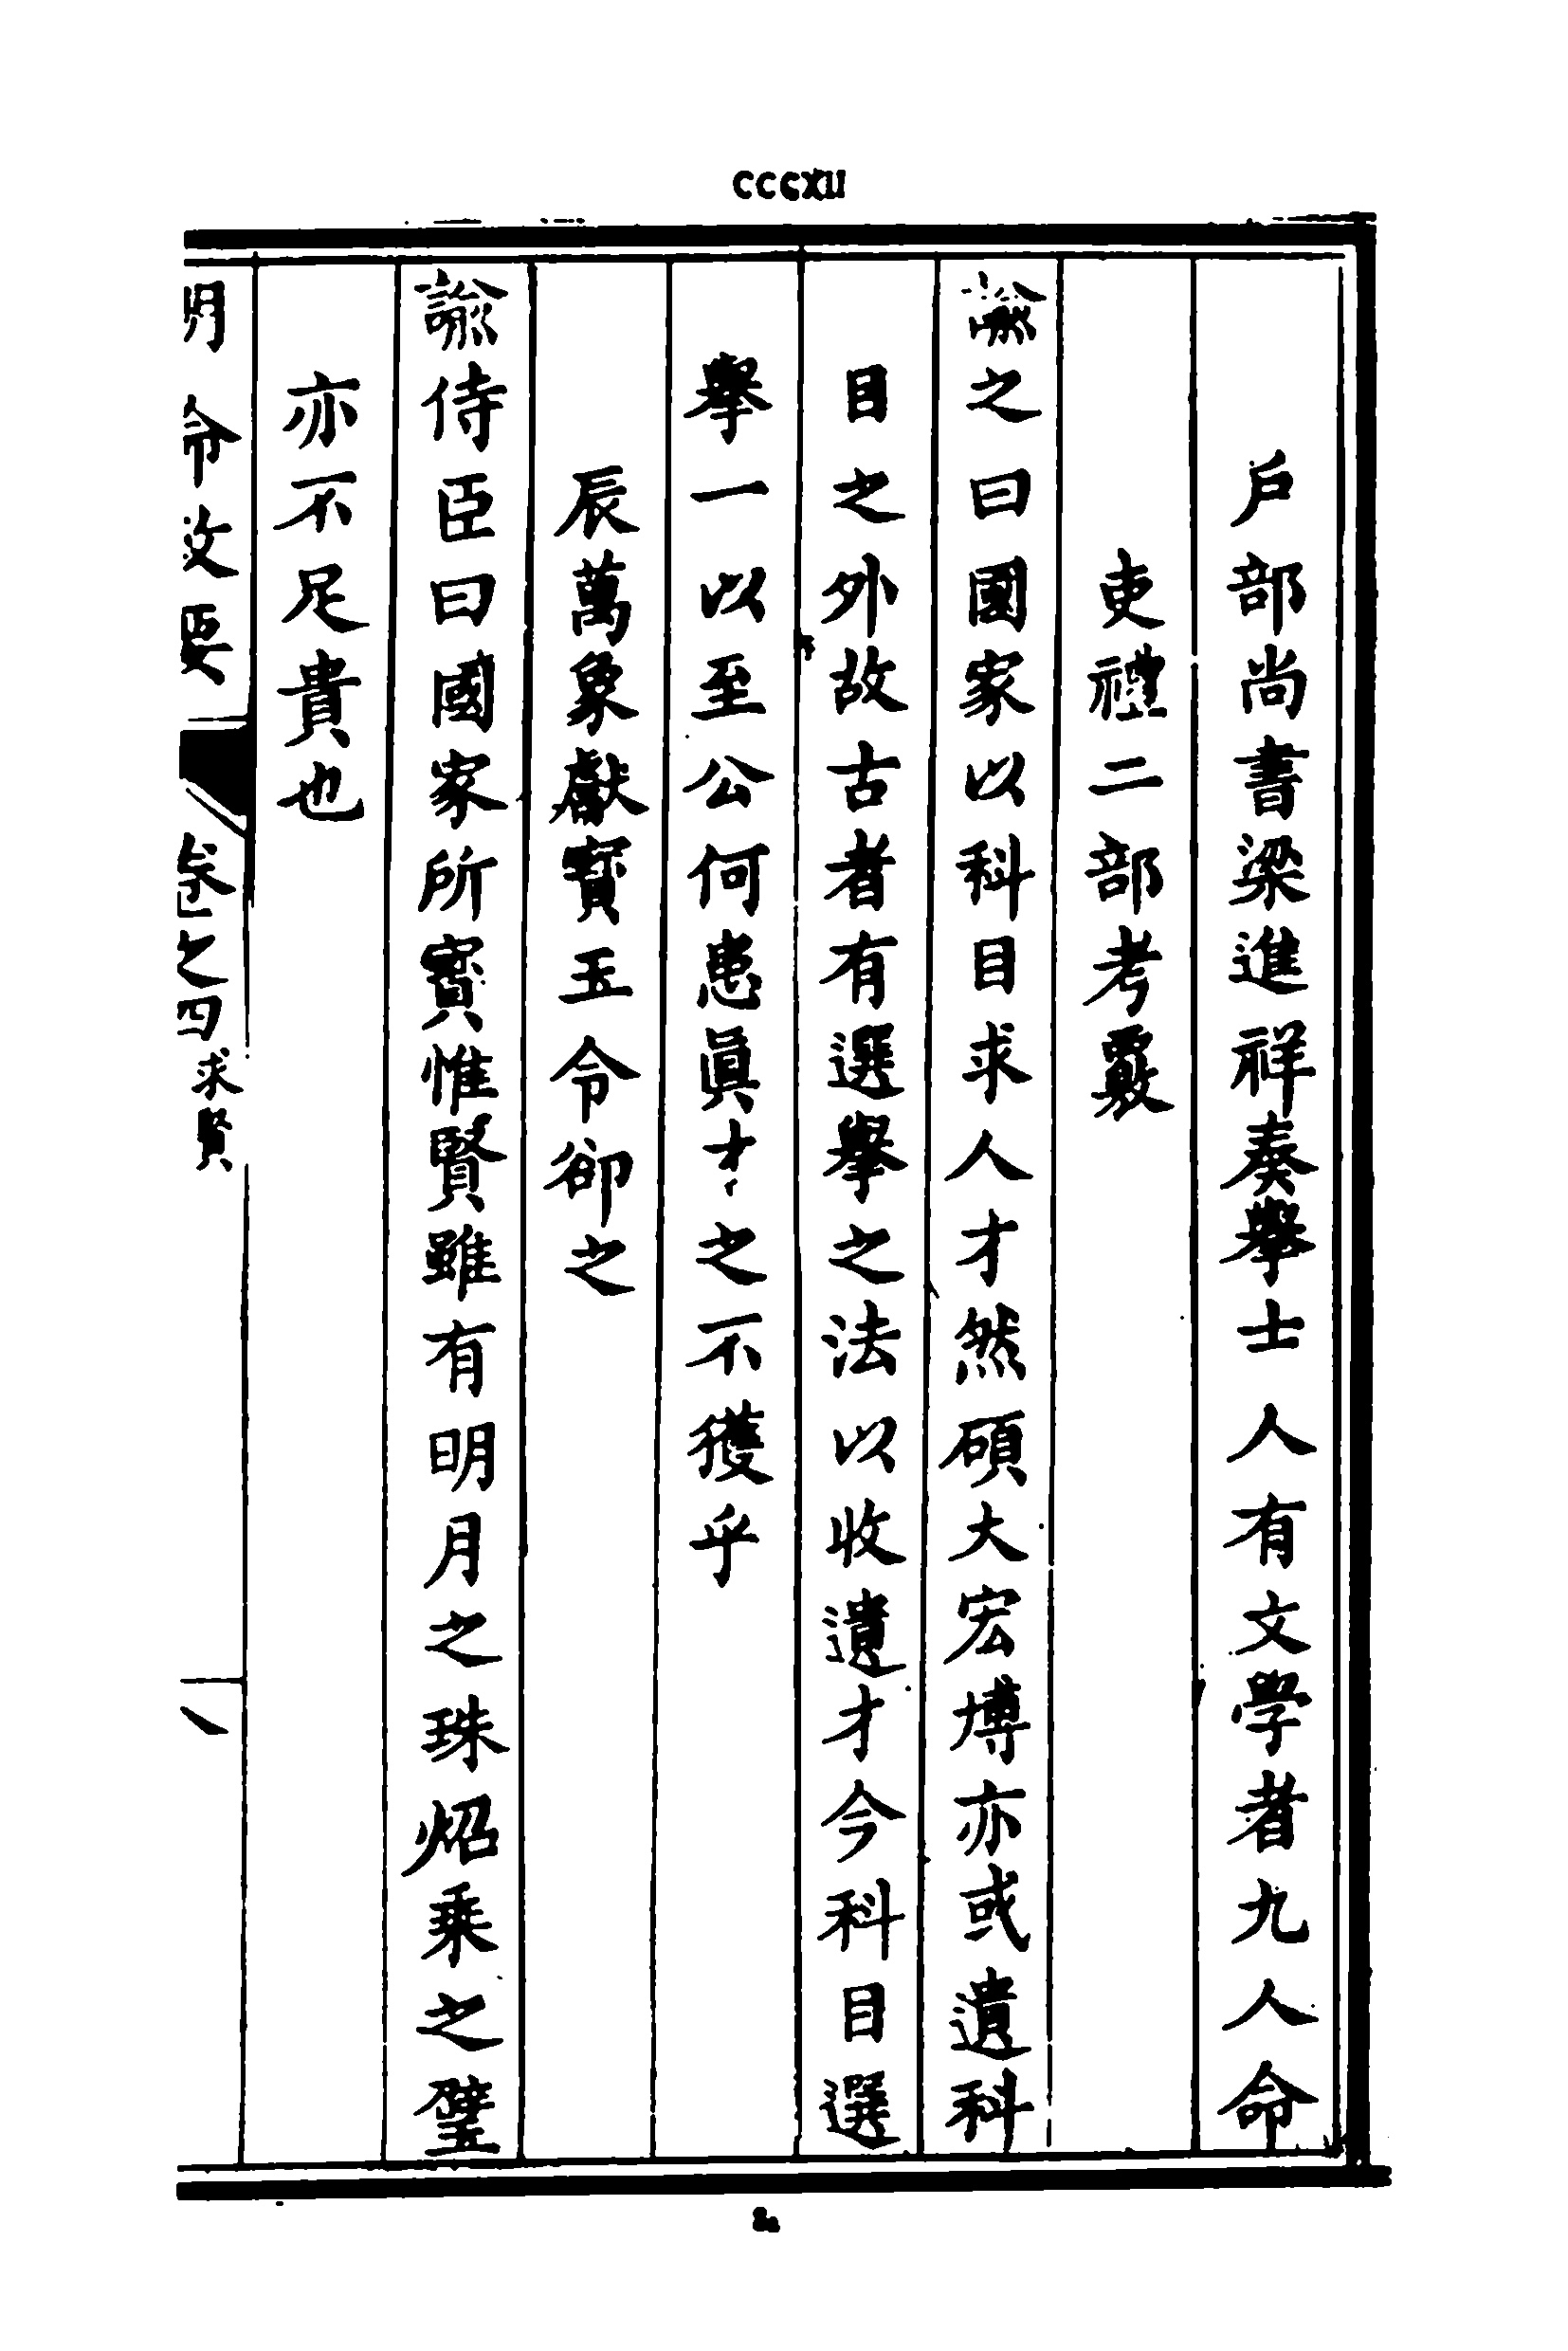 CCCXII
戶部尚書梁進祥奏舉士人有文學者九人命
吏禮二部考覈
諭之曰國家以科目求人才然碩大宏博亦或遺科
目之外故古者有選舉之法以收遺才今科目選
舉一以至公何患眞才之不獲乎
辰萬象獻寶玉令卻之
諭侍臣曰國家所寶惟賢雖有明月之珠炤乘之璧
亦不足貴也
明命政要 卷之四 求賢 八
8a